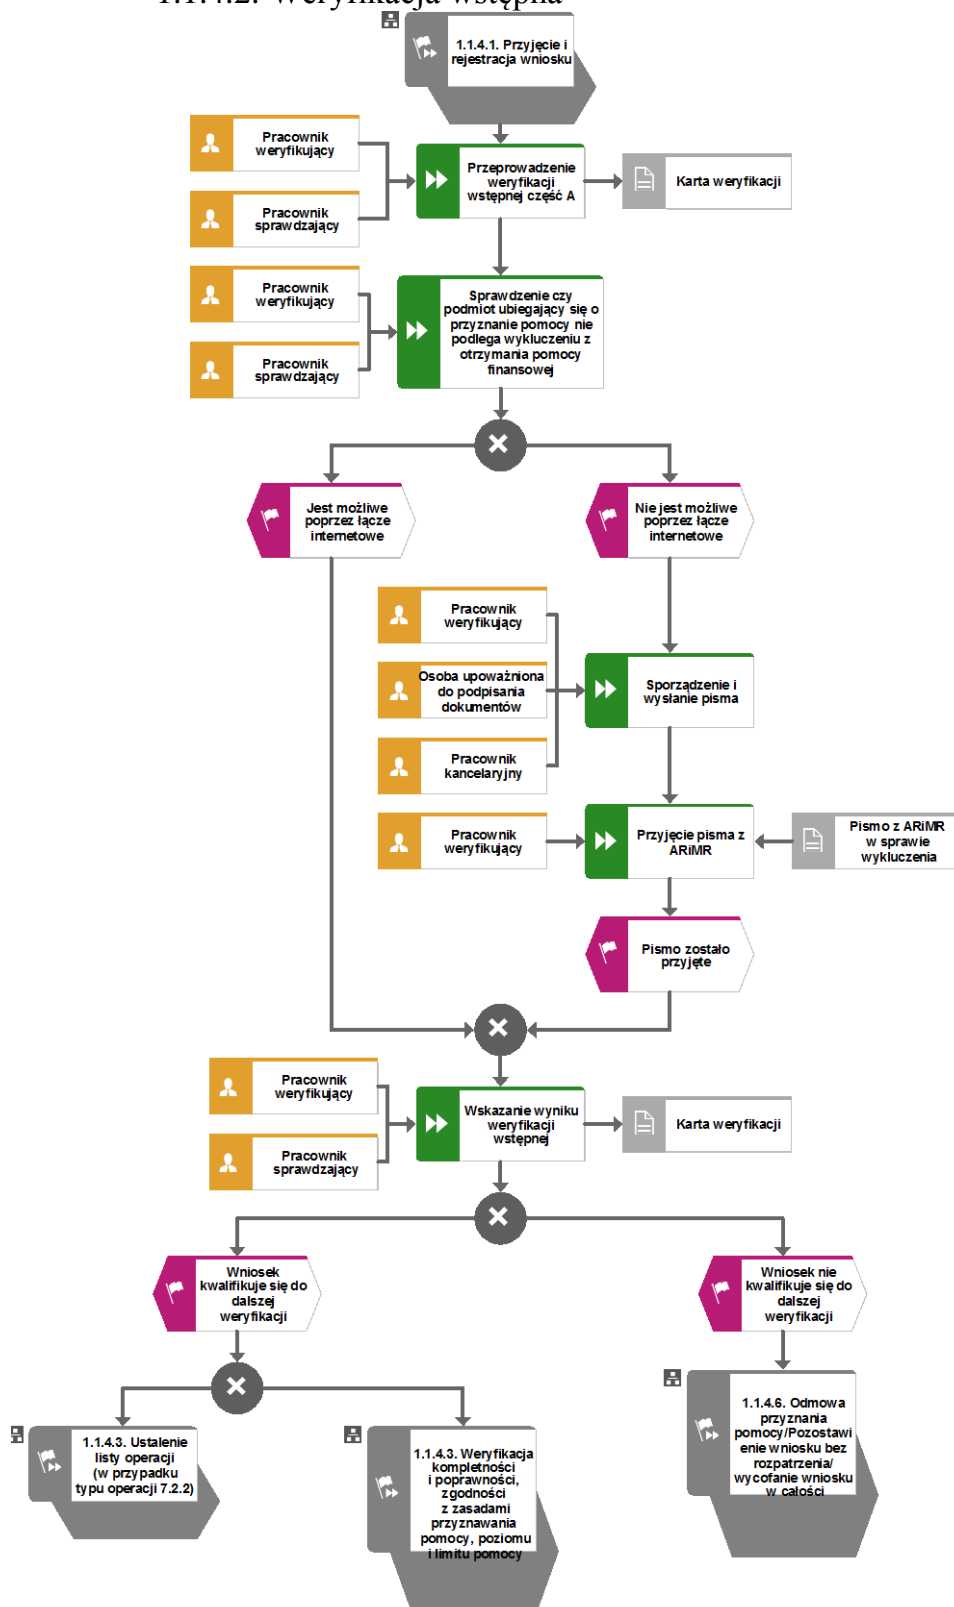 1.1.4.2. Weryfikacja wstępna
1.1.4.1. Przyjęcie i
rejestracja wniosku
Pracownik
weryfikujący
Pracownik
sprawdzający
Przeprowadzenie
weryfikacji
wstępnej część A
Karta weryfikacji
Pracownik
weryfikujący
Pracownik
sprawdzający
Sprawdzenie czy
podmiot ubiegający się o
przyznanie pomocy nie
podlega wykluczeniu z
otrzymania pomocy
finansowej
Jest możliwe
poprzez łącze
internetowe
Nie jest możliwe
poprzez łącze
internetowe
Pracownik
weryfikujący
Osoba upoważniona
do podpisania
dokumentów
Pracownik
kancelaryjny
Sporządzenie i
wysłanie pisma
Pracownik
weryfikujący
Przyjęcie pisma z
ARiMR
Pismo z ARiMR
w sprawie
wykluczenia
Pismo zostało
przyjęte
Pracownik
weryfikujący
Pracownik
sprawdzający
Wskazanie wyniku
weryfikacji
wstępnej
Karta weryfikacji
Wniosek
kwalifikuje się do
dalszej
weryfikacji
Wniosek nie
kwalifikuje się do
dalszej
weryfikacji
1.1.4.3. Ustalenie
listy operacji
(w przypadku
typu operacji 7.2.2)
1.1.4.3. Weryfikacja
kompletności
i poprawności,
zgodności
z zasadami
przyznawania
pomocy, poziomu
i limitu pomocy
1.1.4.6. Odmowa
przyznania
pomocy/Pozostawi
enie wniosku bez
rozpatrzenia/
wycofanie wniosku
w całości